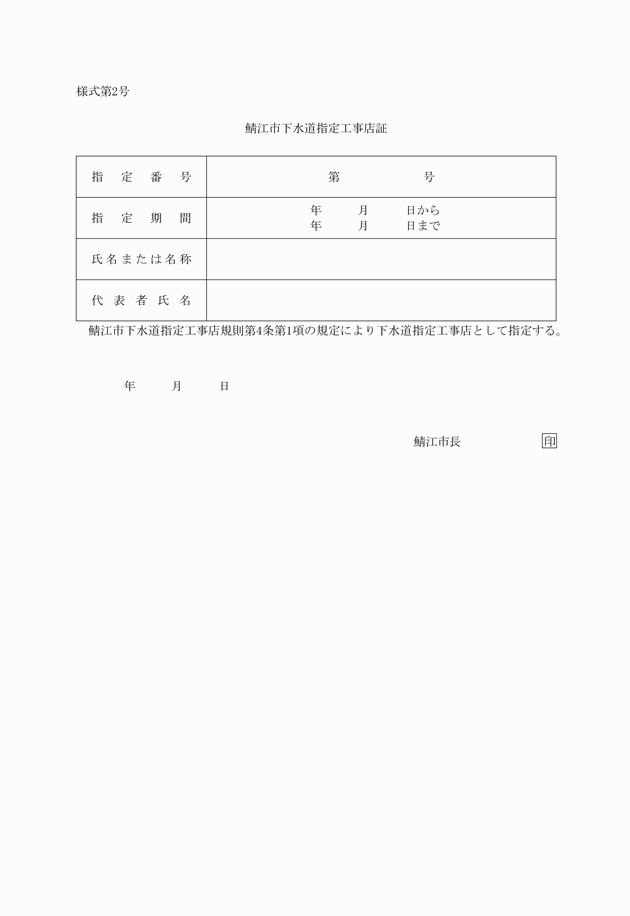 様式第2号
鯖江市下水道指定工事店証
指定番号 第 号
指定期間 年 月 日から
年 月 日まで
氏名または名称
代表者氏名
鯖江市下水道指定工事店規則第4条第1項の規定により下水道指定工事店として指定する。
年 月 日
鯖江市長 印